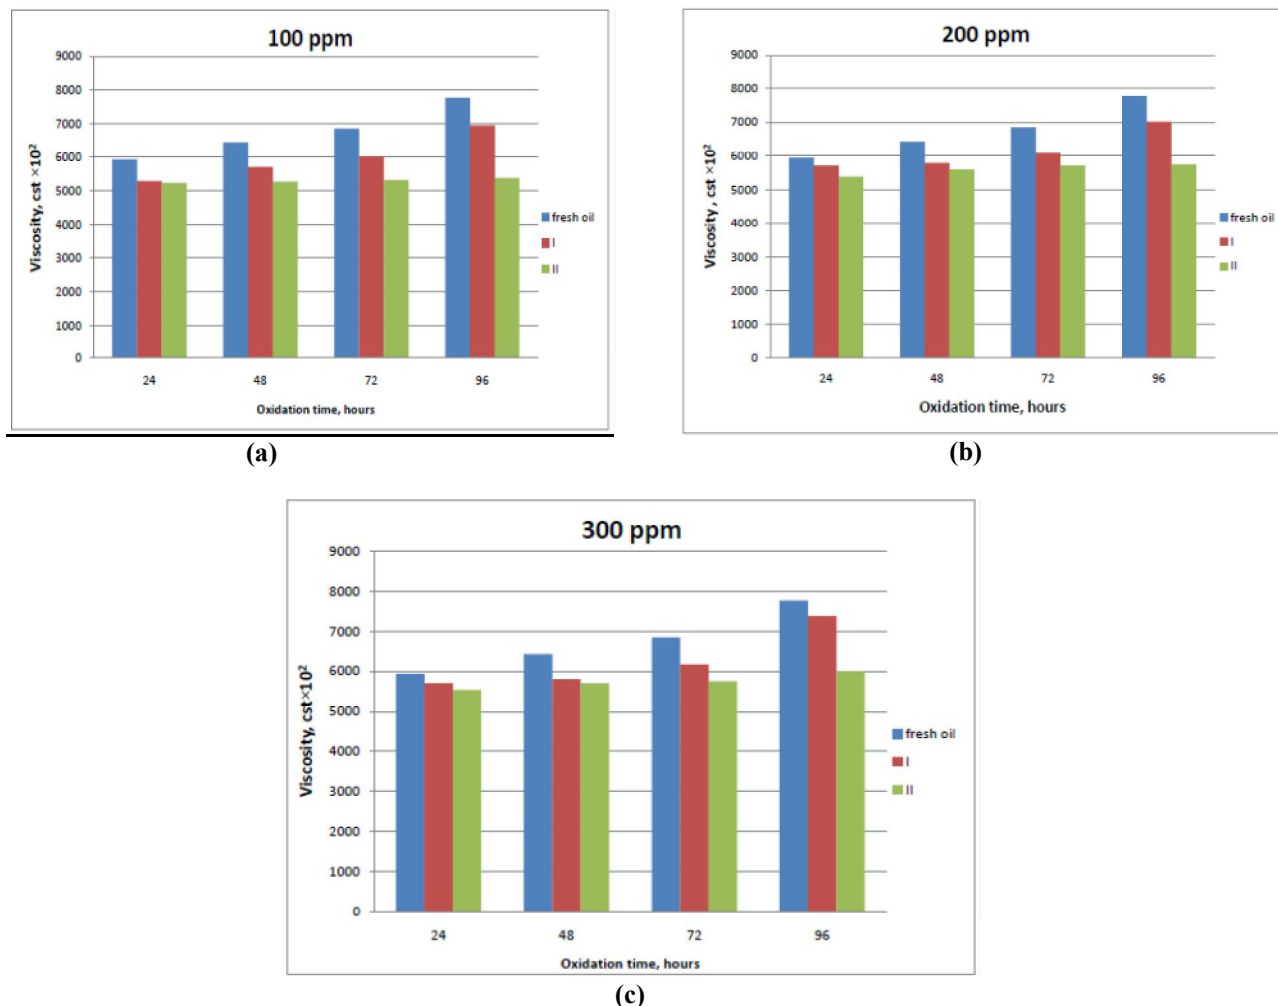 100 ppm
9000
8000
7000
6000
5000
4000
3000
2000
1000
0
Viscosity, cst ×10²
24 48 72 96
Oxidation time, hours
fresh oil
I
II
(a)
200 ppm
9000
8000
7000
6000
5000
4000
3000
2000
1000
0
Viscosity , cst ×10²
24 48 72 96
Oxidation time, hours
fresh oil
I
II
(b)
300 ppm
9000
8000
7000
6000
5000
4000
3000
2000
1000
0
Viscosity, cst×10²
24 48 72 96
Oxidation time, hours
fresh oil
I
II
(c)